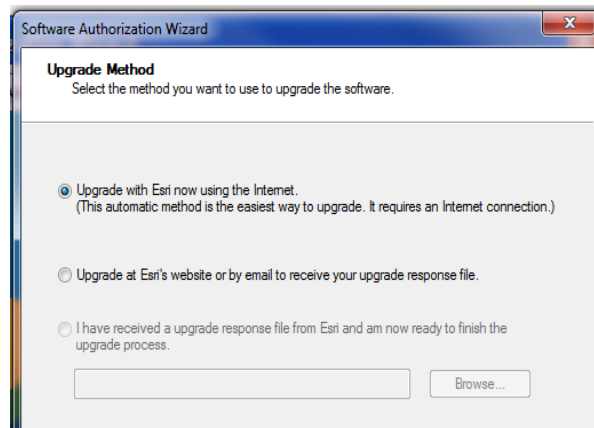 Software Authorization Wizard
Upgrade Method
Select the method you want to use to upgrade the software.
Upgrade with Esri now using the Internet.
(This automatic method is the easiest way to upgrade. It requires an Internet connection.)
Upgrade at Esri's website or by email to receive your upgrade response file.
I have received a upgrade response file from Esri and am now ready to finish the
upgrade process.
Browse...